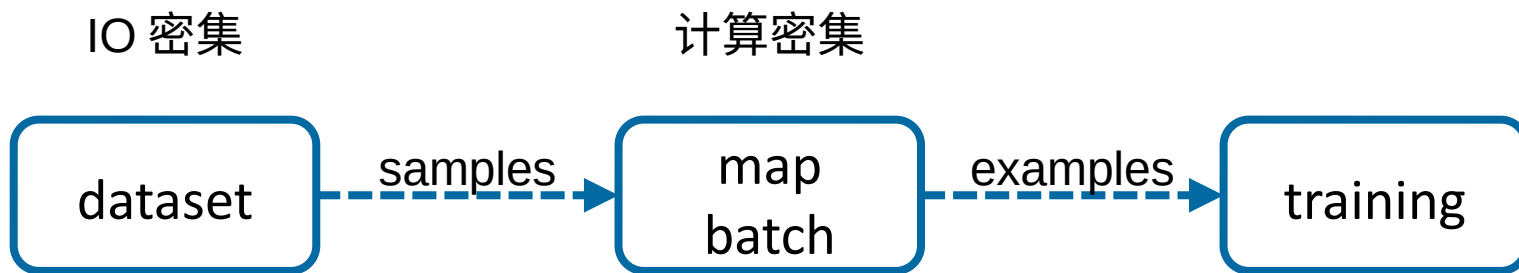 IO 密集
计算密集
dataset
samples
map
batch
examples
training